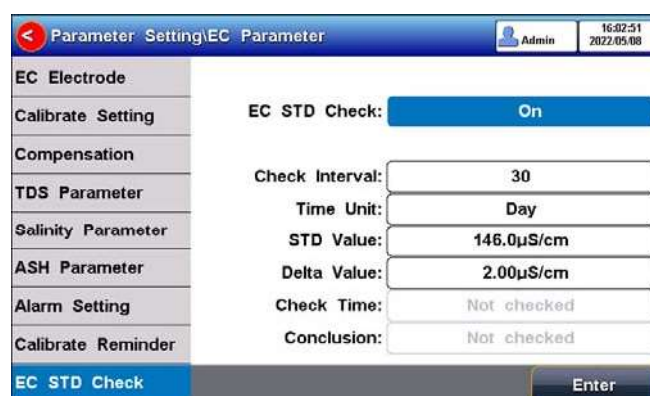 < Parameter Setting\EC Parameter
Admin
16:02:51
2022/05/08
EC Electrode
Calibrate Setting
Compensation
TDS Parameter
Salinity Parameter
ASH Parameter
Alarm Setting
Calibrate Reminder
EC STD Check
EC STD Check: On
Check Interval: 30
Time Unit: Day
STD Value: 146.0µS/cm
Delta Value: 2.00µS/cm
Check Time: Not checked
Conclusion: Not checked
Enter